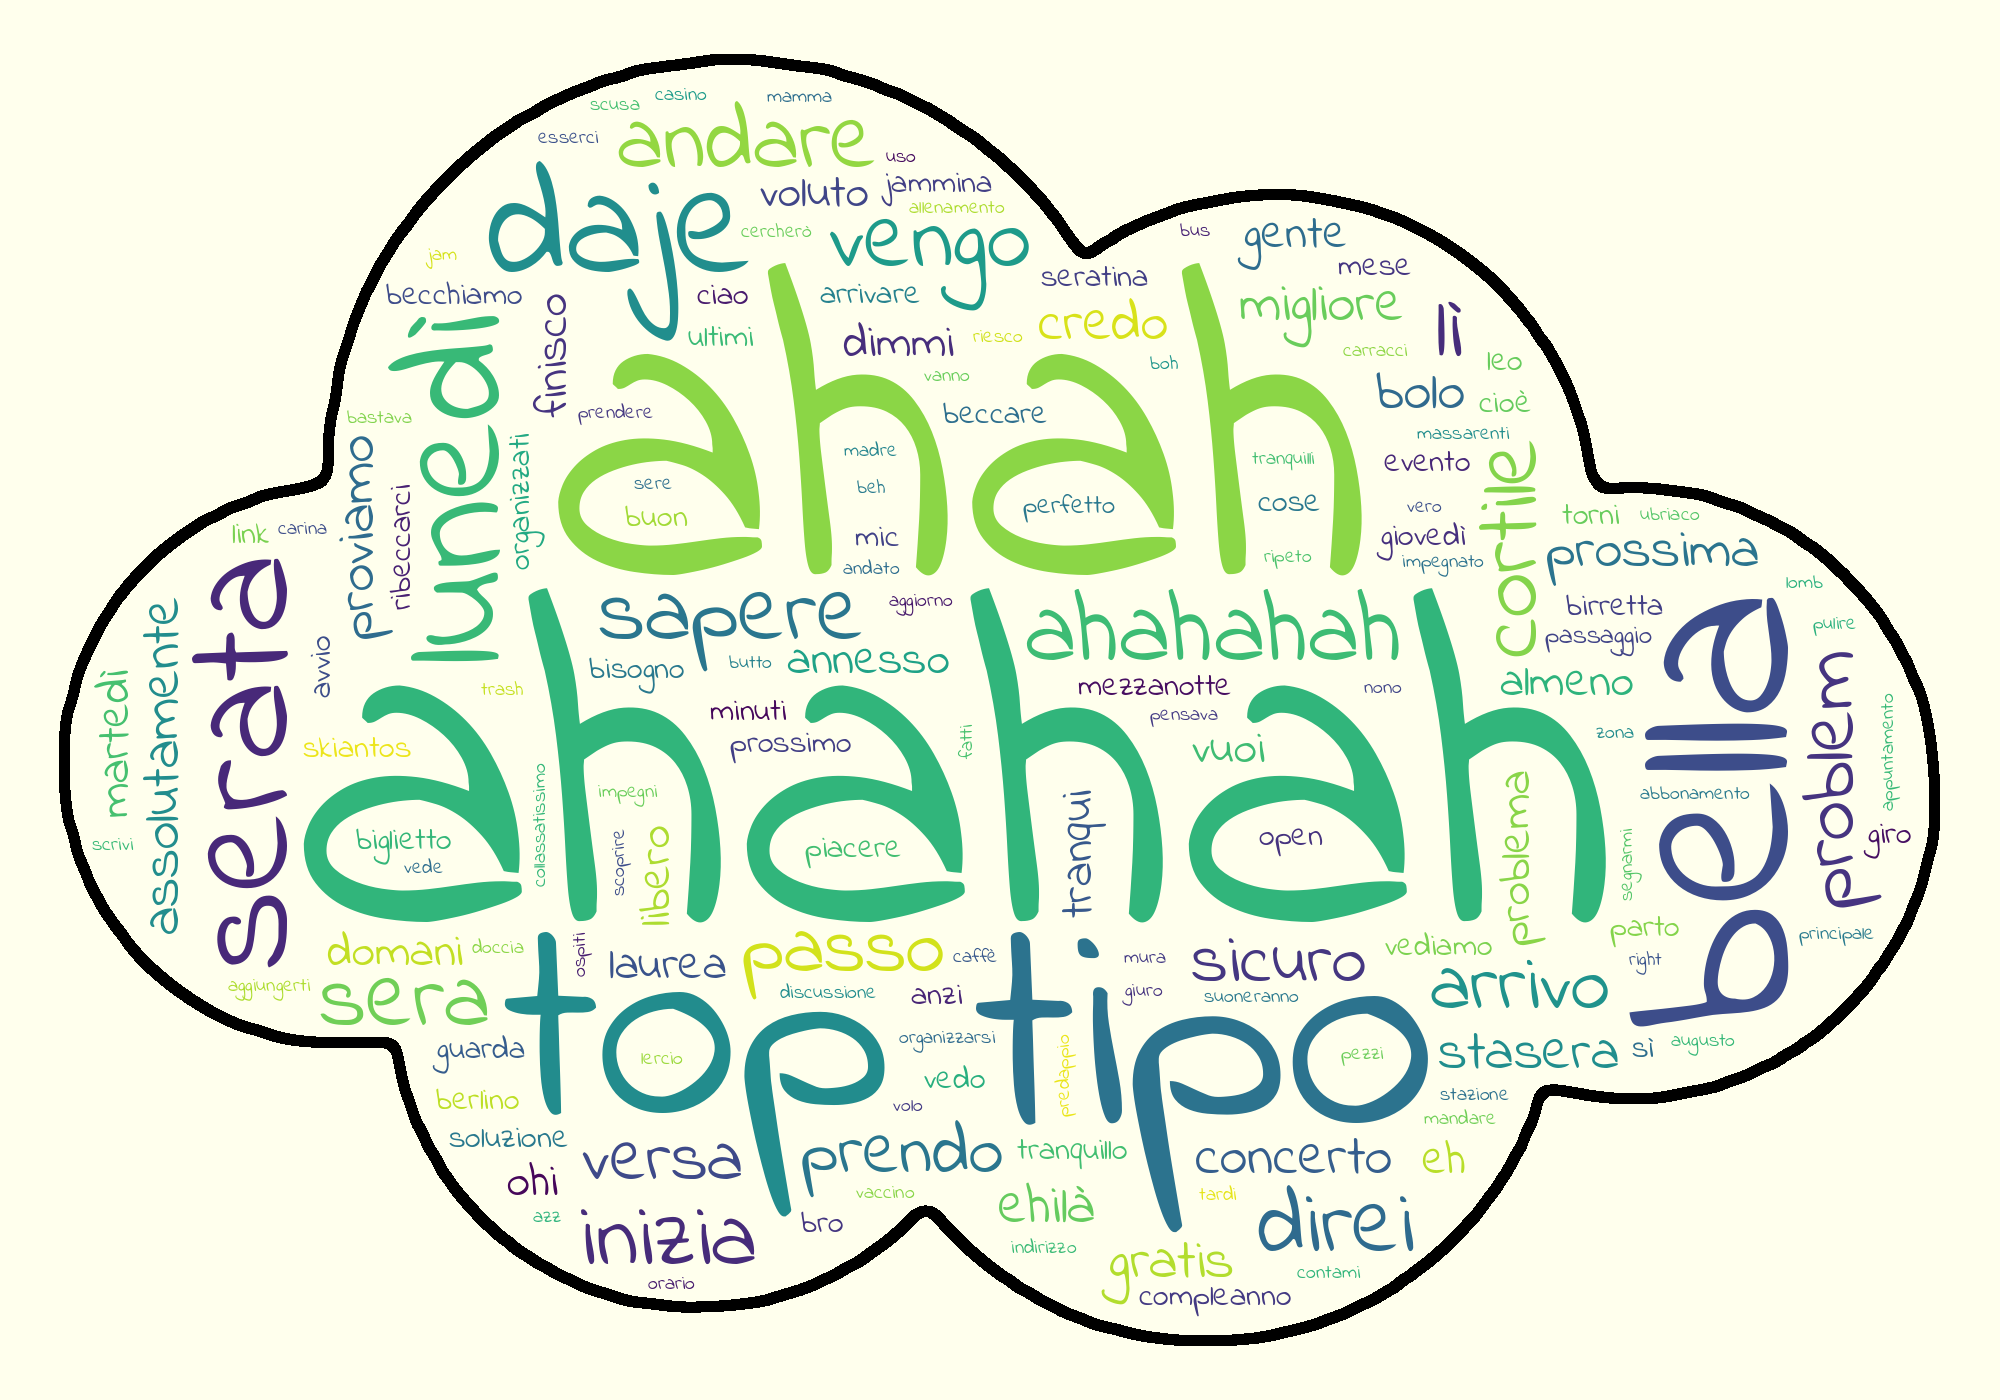 scusa
casino
mamma
esserci
andare
uso
daje
voluto
jammina
allenamento
cercherà
vengo
bus
gente
jam
becchiamo
finisco
ciao
arrivare
seratina
mese
migliore
lì
ultimi
dimmi
riesco
credo
boh
carracci
leo
lunedì
vanno
bolo
cioè
bastava
prendere
ahah
beccare
massarenti
proviamo
organizzati
madre
tranquilli
evento
cortile
ribeccarci
sere
beh
perfetto
cose
vero
buon
mic
giovedì
torni
ubriaco
link
carina
andato
ripeto
impegnato
prossima
serata
lomb
aggiorno
birretta
sapere
ahahahah
passaggio
pulire
assolutamente
martedì
avvio
bisogno
butto
annesso
almeno
bella
problem
trash
mezzanotte
nono
minuti
pensava
skiantos
prossimo
fatti
vuoi
zona
appuntamento
ahahah
collassatissimo
impegni
abbonamento
scrivi
biglietto
vede
scoprire
libero
piacere
tranqui
open
problema
segnarmi
giro
domani
doccia
ospiti
laurea
passo
caffè
mura
sicuro
vediamo
parto
principale
right
aggiungerti
sera
top
discussione
anzi
tipo
giuro
suoneranno
arrivo
guarda
lercio
organizzarsi
predappio
pezzi
stasera
sì
augusto
berlino
vedo
volo
stazione
mandare
soluzione
versa
prendo
tranquillo
concerto
eh
ohi
vaccino
tardi
azz
inizia
bro
ehilà
direi
indirizzo
gratis
contami
orario
compleanno